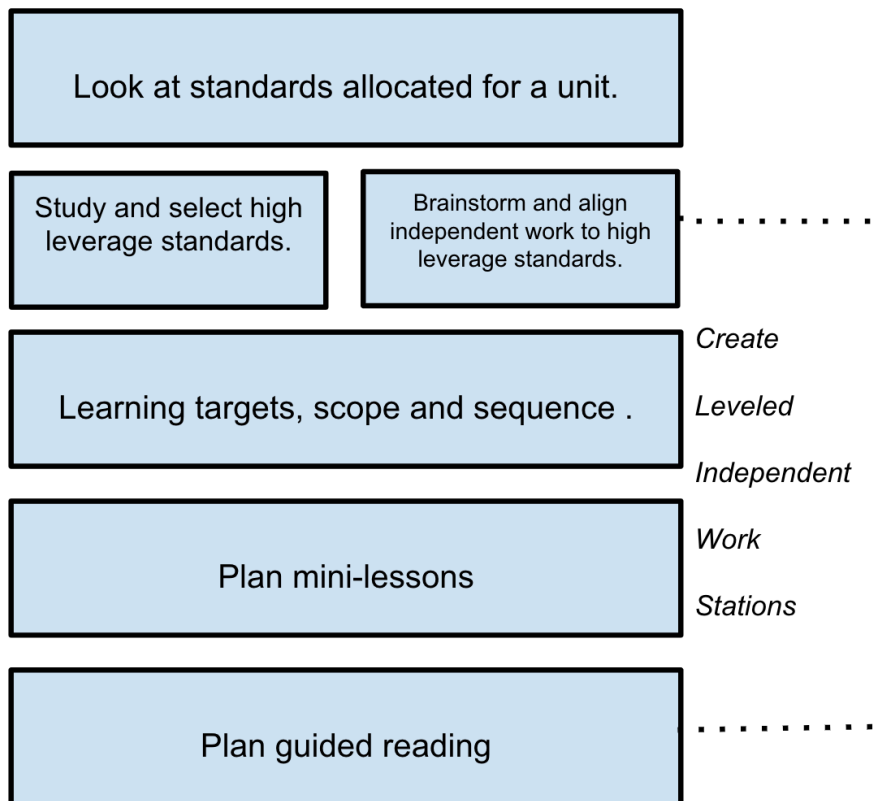 Look at standards allocated for a unit.
Study and select high
leverage standards.
Brainstorm and align
independent work to high
leverage standards.
Learning targets, scope and sequence .
Create
Leveled
Independent
Work
Stations
Plan mini-lessons
Plan guided reading